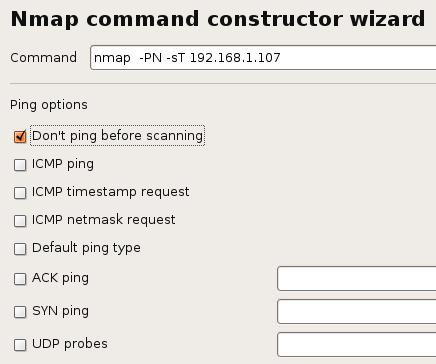 Nmap command constructor wizard
Command nmap -PN -sT 192.168.1.107
Ping options
Don't ping before scanning
ICMP ping
ICMP timestamp request
ICMP netmask request
Default ping type
ACK ping
SYN ping
UDP probes